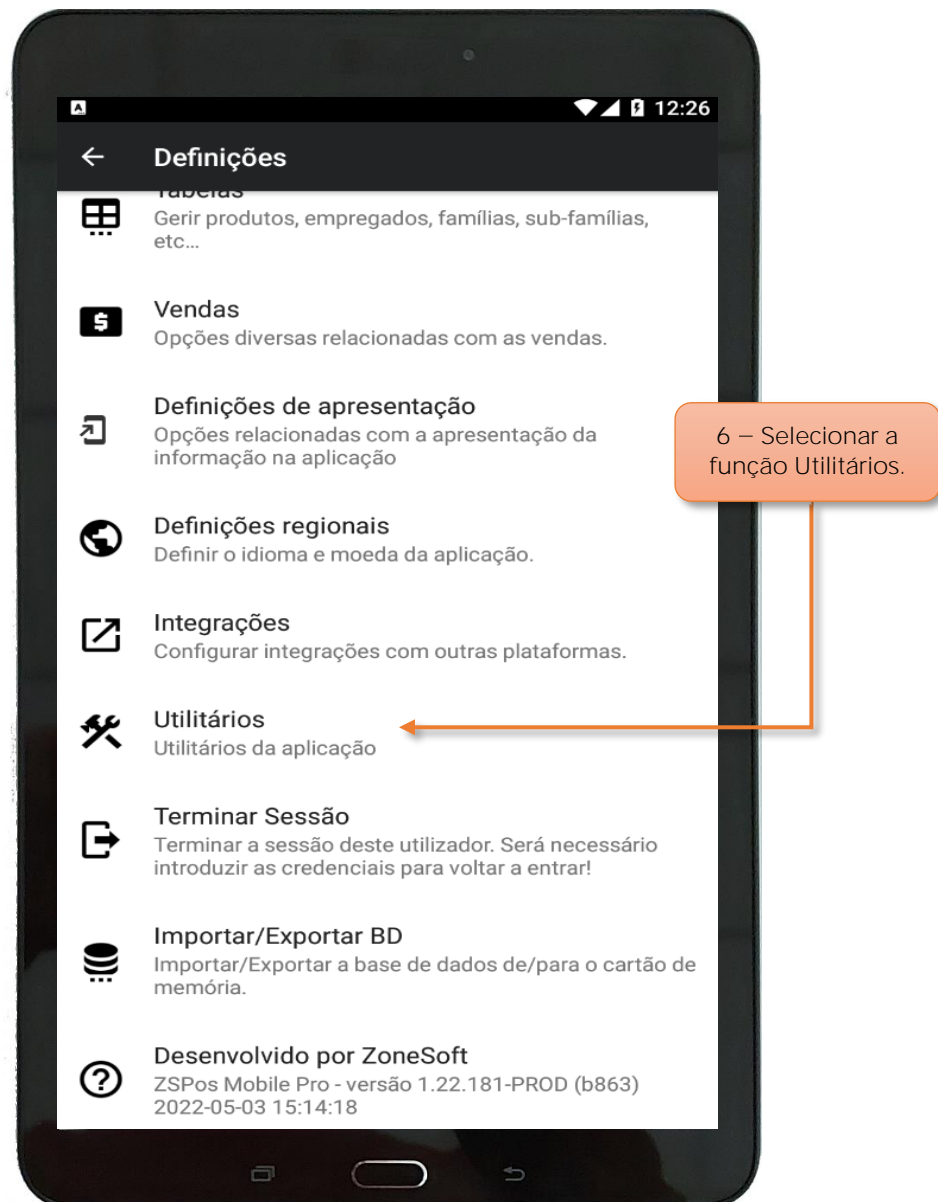 12:26
Definições
Tabelas
Gerir produtos, empregados, famílias, sub-famílias,
etc...
Vendas
Opções diversas relacionadas com as vendas.
Definições de apresentação
Opções relacionadas com a apresentação da
informação na aplicação
6 – Selecionar a
função Utilitários.
Definições regionais
Definir o idioma e moeda da aplicação.
Integrações
Configurar integrações com outras plataformas.
Utilitários
Utilitários da aplicação
Terminar Sessão
Terminar a sessão deste utilizador. Será necessário
introduzir as credenciais para voltar a entrar!
Importar/Exportar BD
Importar/Exportar a base de dados de/para o cartão de
memória.
Desenvolvido por ZoneSoft
ZSPos Mobile Pro - versão 1.22.181-PROD (b863)
2022-05-03 15:14:18